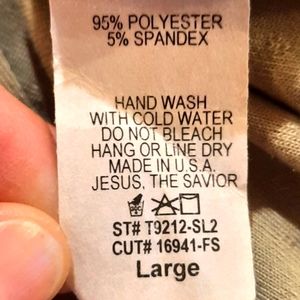 95% POLYESTER
5% SPANDEX
HAND WASH
WITH COLD WATER
DO NOT BLEACH
HANG OR LINE DRY
MADE IN U.S.A.
JESUS, THE SAVIOR
ST# T9212-SL2
CUT# 16941-FS
Large